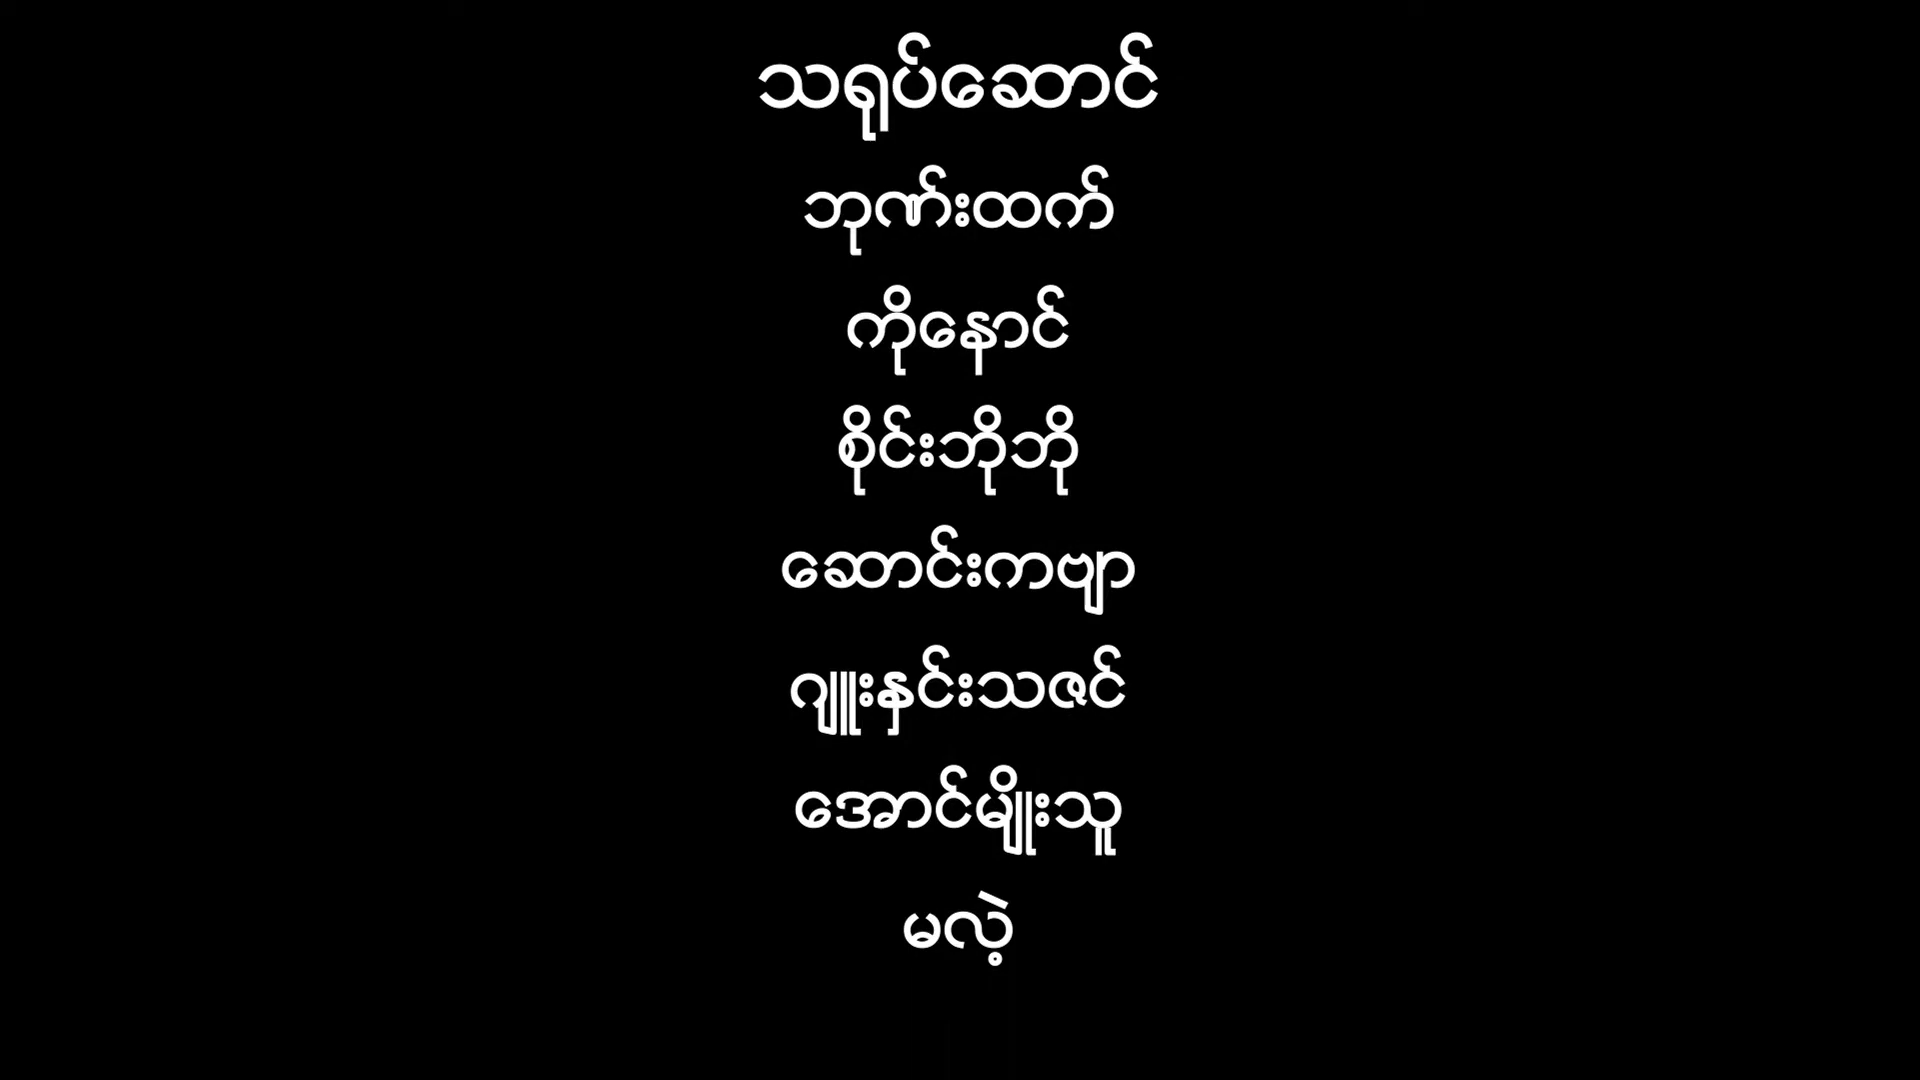 သရုပ်ဆောင်
ဘုဏ်းထက်
ကိုနောင်
စိုင်းဘိုဘို
ဆောင်းကဗျာ
ဂျူးနှင်းသဇင်
အောင်မျိုးသူ
မလဲ့